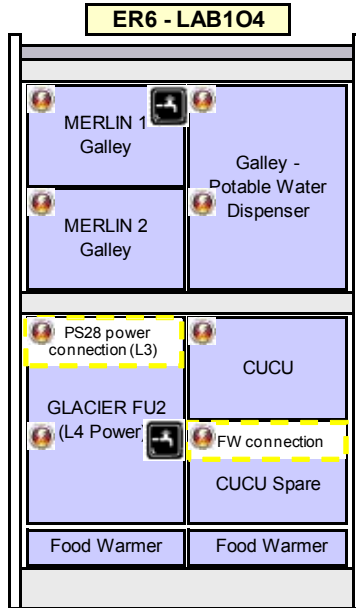 ER6 - LAB1O4
MERLIN 1
Galley
Galley -
Potable Water
Dispenser
MERLIN 2
Galley
PS28 power
connection (L3)
CUCU
GLACIER FU2
(L4 Power)
FW connection
CUCU Spare
Food Warmer
Food Warmer